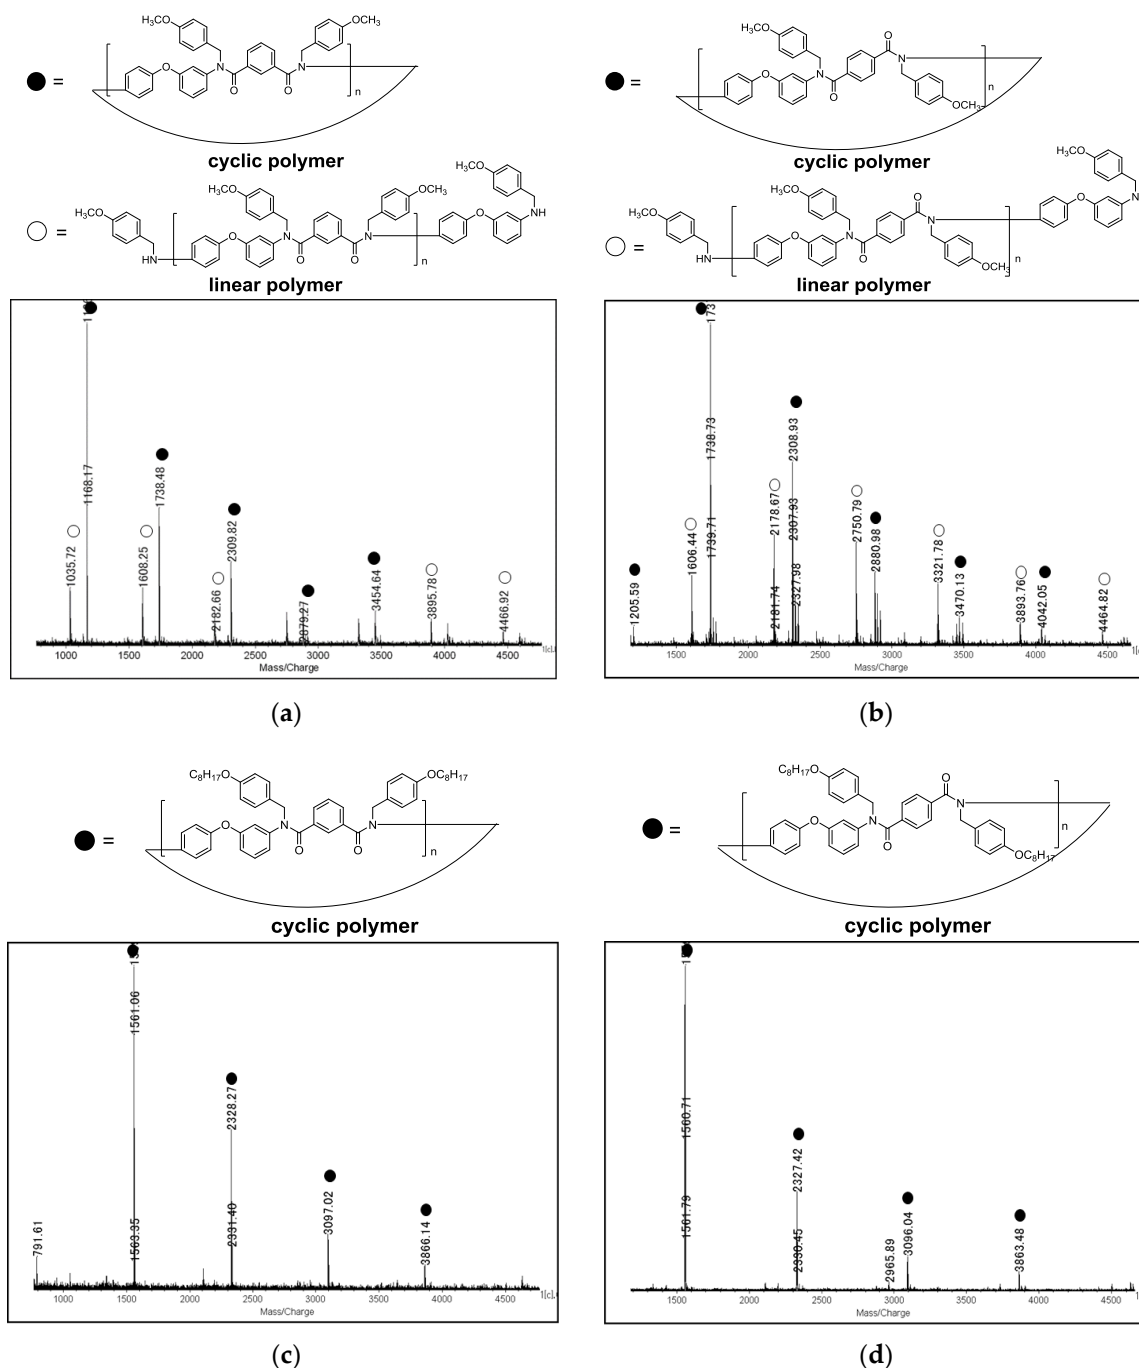 OCH₃
H₃CO
O
N
N
O
O
n
● =
cyclic polymer
H₃CO
H₃CO
H₃CO
OCH₃
○ =
HN
O
N
N
O
O
n
O
NH
linear polymer
1168.17
1035.72
1738.48
1608.25
2182.66
2309.82
2879.27
3454.64
3895.78
4466.92
1000 1500 2000 2500 3000 3500 4000 4500
Mass/Charge
(a)
H₃CO
O
N
N
O
O
OCH₃
n
● =
cyclic polymer
H₃CO
H₃CO
H₃CO
○ =
HN
O
N
N
O
O
OCH₃
n
O
linear polymer
173
1205.59
1606.44
1738.73
1739.71
2178.67
2181.74
2308.93
2307.93
2327.98
2750.79
2880.98
3321.78
3470.13
3893.76
4042.05
4464.82
1500 2000 2500 3000 3500 4000 4500
Mass/Charge
(b)
C₈H₁₇O
OC₈H₁₇
● =
O
N
N
O
O
n
cyclic polymer
791.61
1561.06
1563.35
2328.27
2331.40
3097.02
3866.14
1000 1500 2000 2500 3000 3500 4000 4500
Mass/Charge
(c)
C₈H₁₇O
O
N
N
O
O
OC₈H₁₇
n
● =
cyclic polymer
1560.71
1561.79
2327.42
2330.45
2965.89
3096.04
3863.48
1500 2000 2500 3000 3500 4000 4500
Mass/Charge
(d)